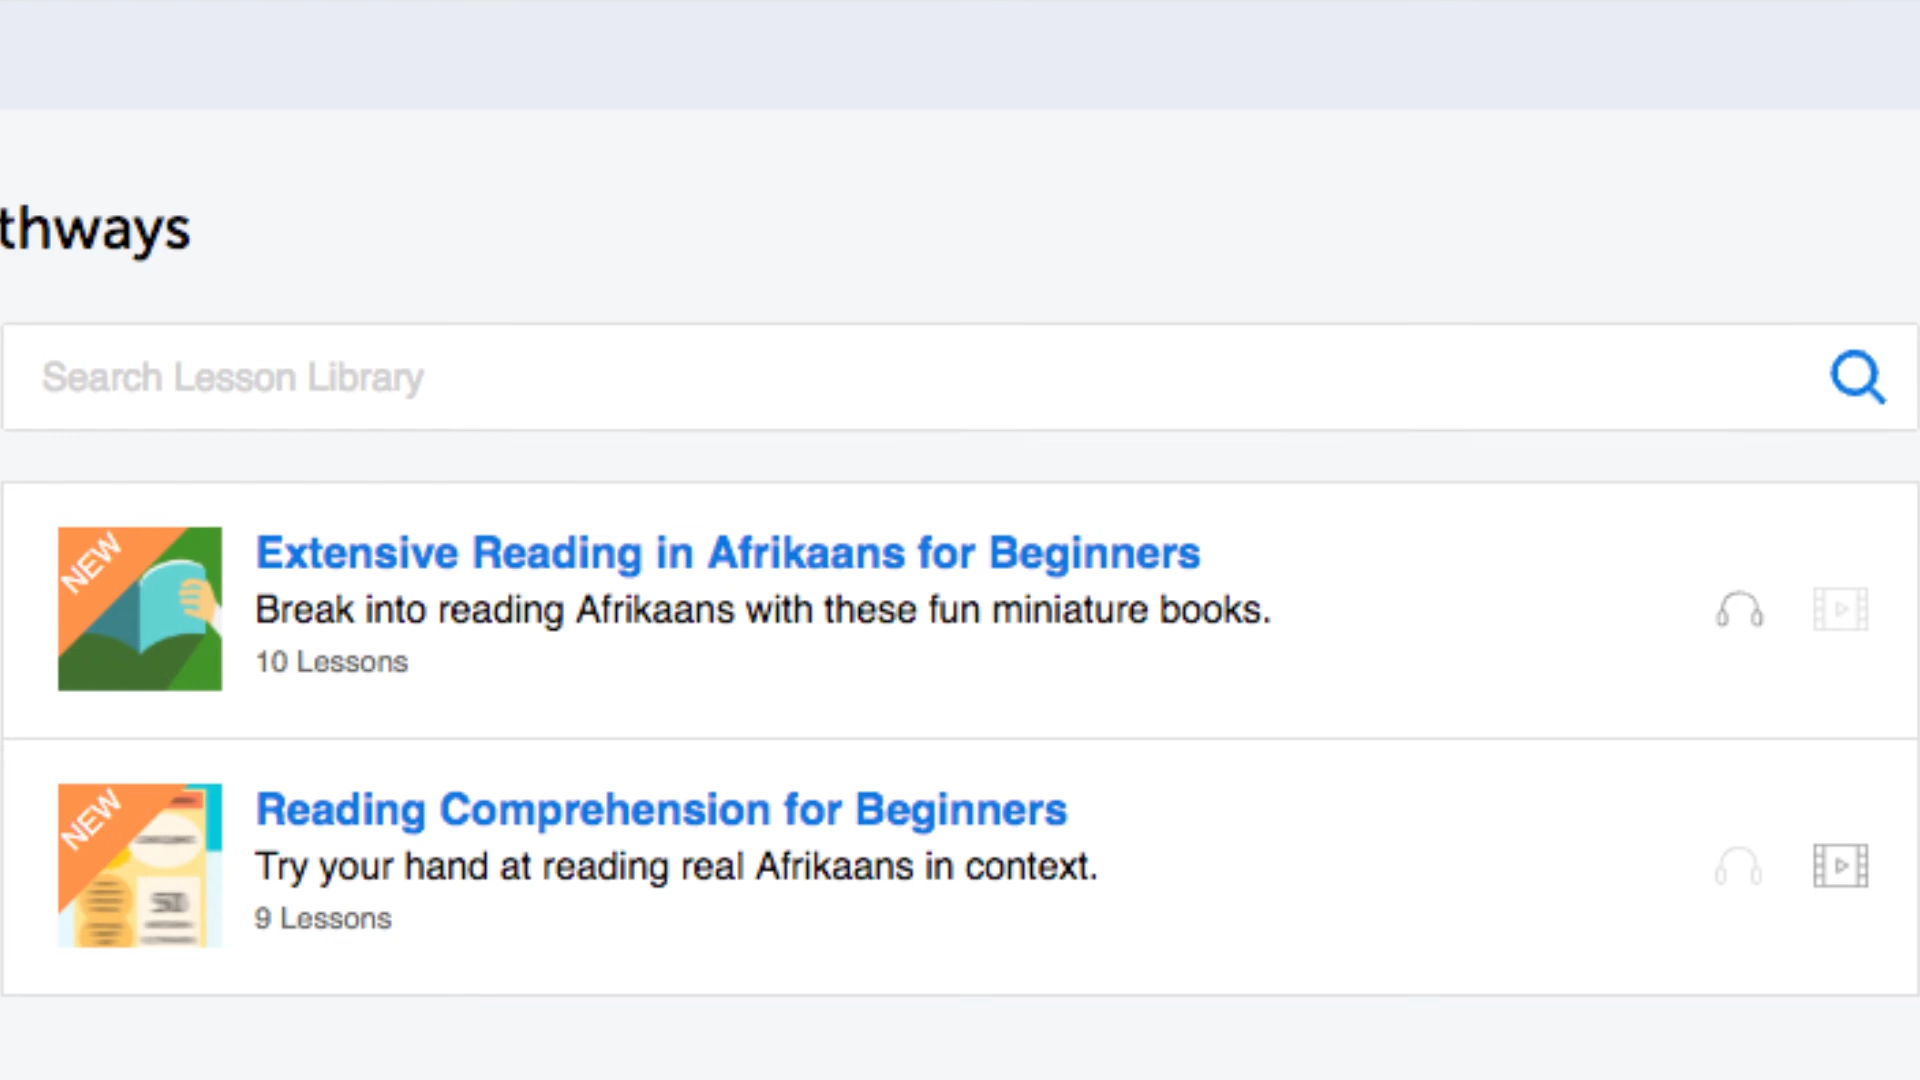 thways
Search Lesson Library
NEW
Extensive Reading in Afrikaans for Beginners
Break into reading Afrikaans with these fun miniature books.
10 Lessons
NEW
Reading Comprehension for Beginners
Try your hand at reading real Afrikaans in context.
9 Lessons